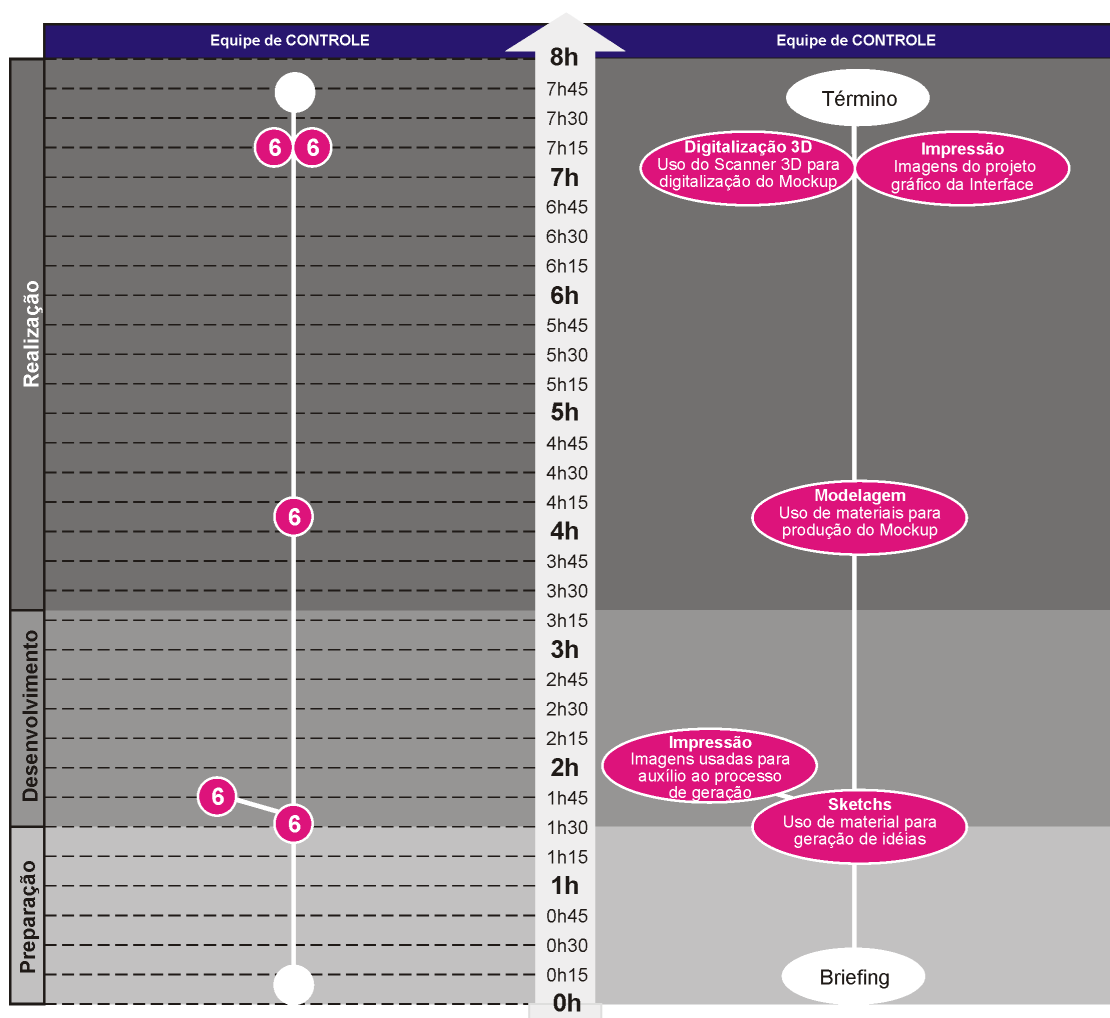 Equipe de CONTROLE
Equipe de CONTROLE
8h
7h45
7h30
7h15
7h
6h45
6h30
6h15
6h
5h45
5h30
5h15
5h
4h45
4h30
4h15
4h
3h45
3h30
3h15
3h
2h45
2h30
2h15
2h
1h45
1h30
1h15
1h
0h45
0h30
0h15
0h
Realização
Desenvolvimento
Preparação
6
6
6
6
6
Término
Digitalização 3D
Uso do Scanner 3D para
digitalização do Mockup
Impressão
Imagens do projeto
gráfico da Interface
Modelagem
Uso de materiais para
produção do Mockup
Impressão
Imagens usadas para
auxílio ao processo
de geração
Sketchs
Uso de material para
geração de idéias
Briefing